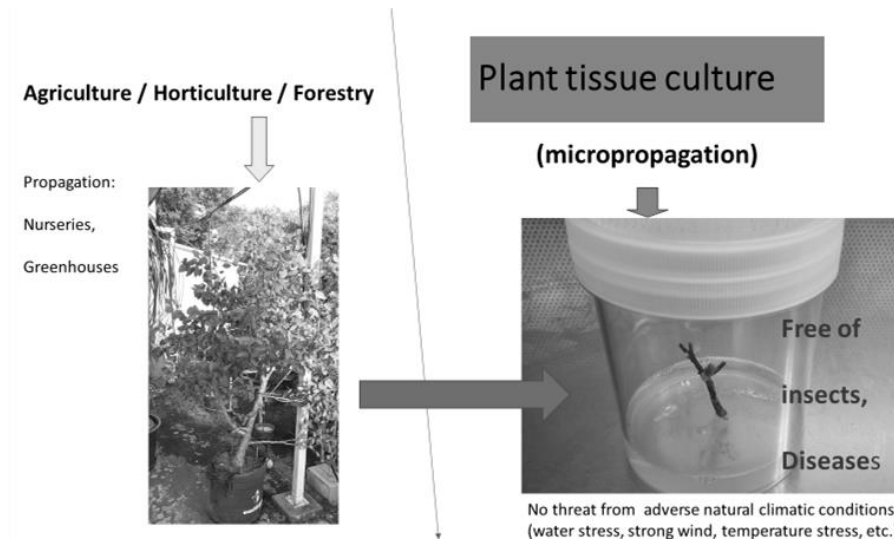 Agriculture / Horticulture / Forestry
Propagation:
Nurseries,
Greenhouses
Plant tissue culture
(micropropagation)
Free of
insects,
Diseases
No threat from  adverse natural climatic conditions
(water stress, strong wind, temperature stress, etc.